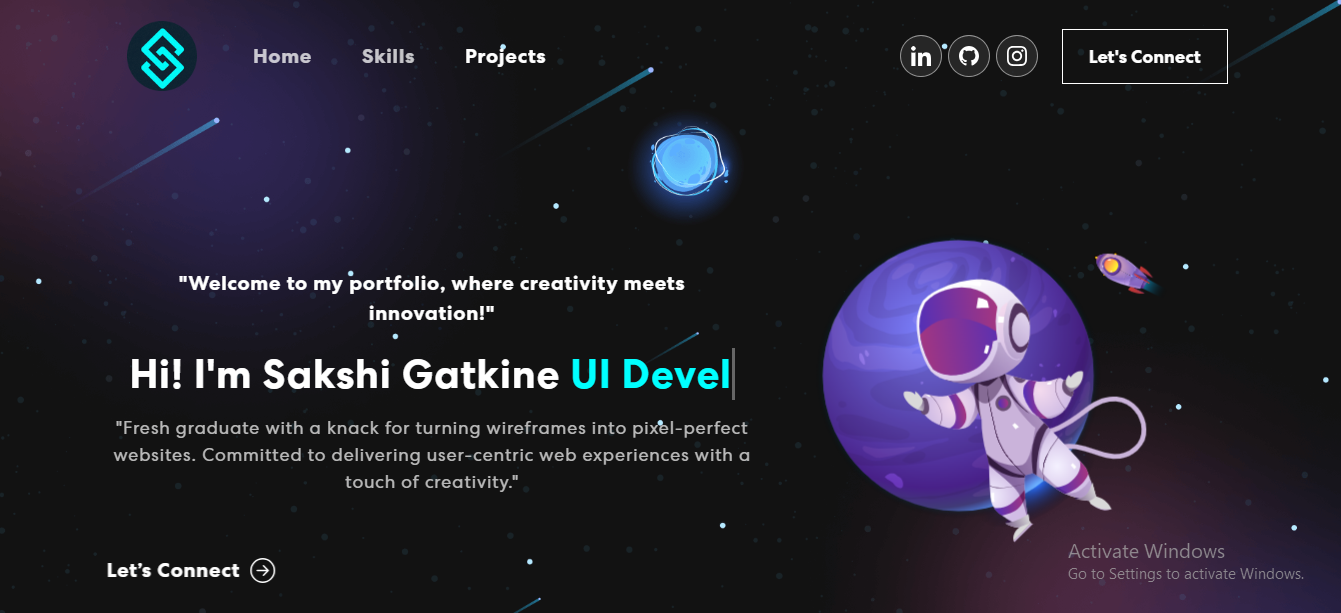 Home Skills Projects
Let's Connect
"Welcome to my portfolio, where creativity meets
innovation!"
Hi! I'm Sakshi Gatkine UI Devel
"Fresh graduate with a knack for turning wireframes into pixel-perfect
websites. Committed to delivering user-centric web experiences with a
touch of creativity."
Let’s Connect
Activate Windows
Go to Settings to activate Windows.